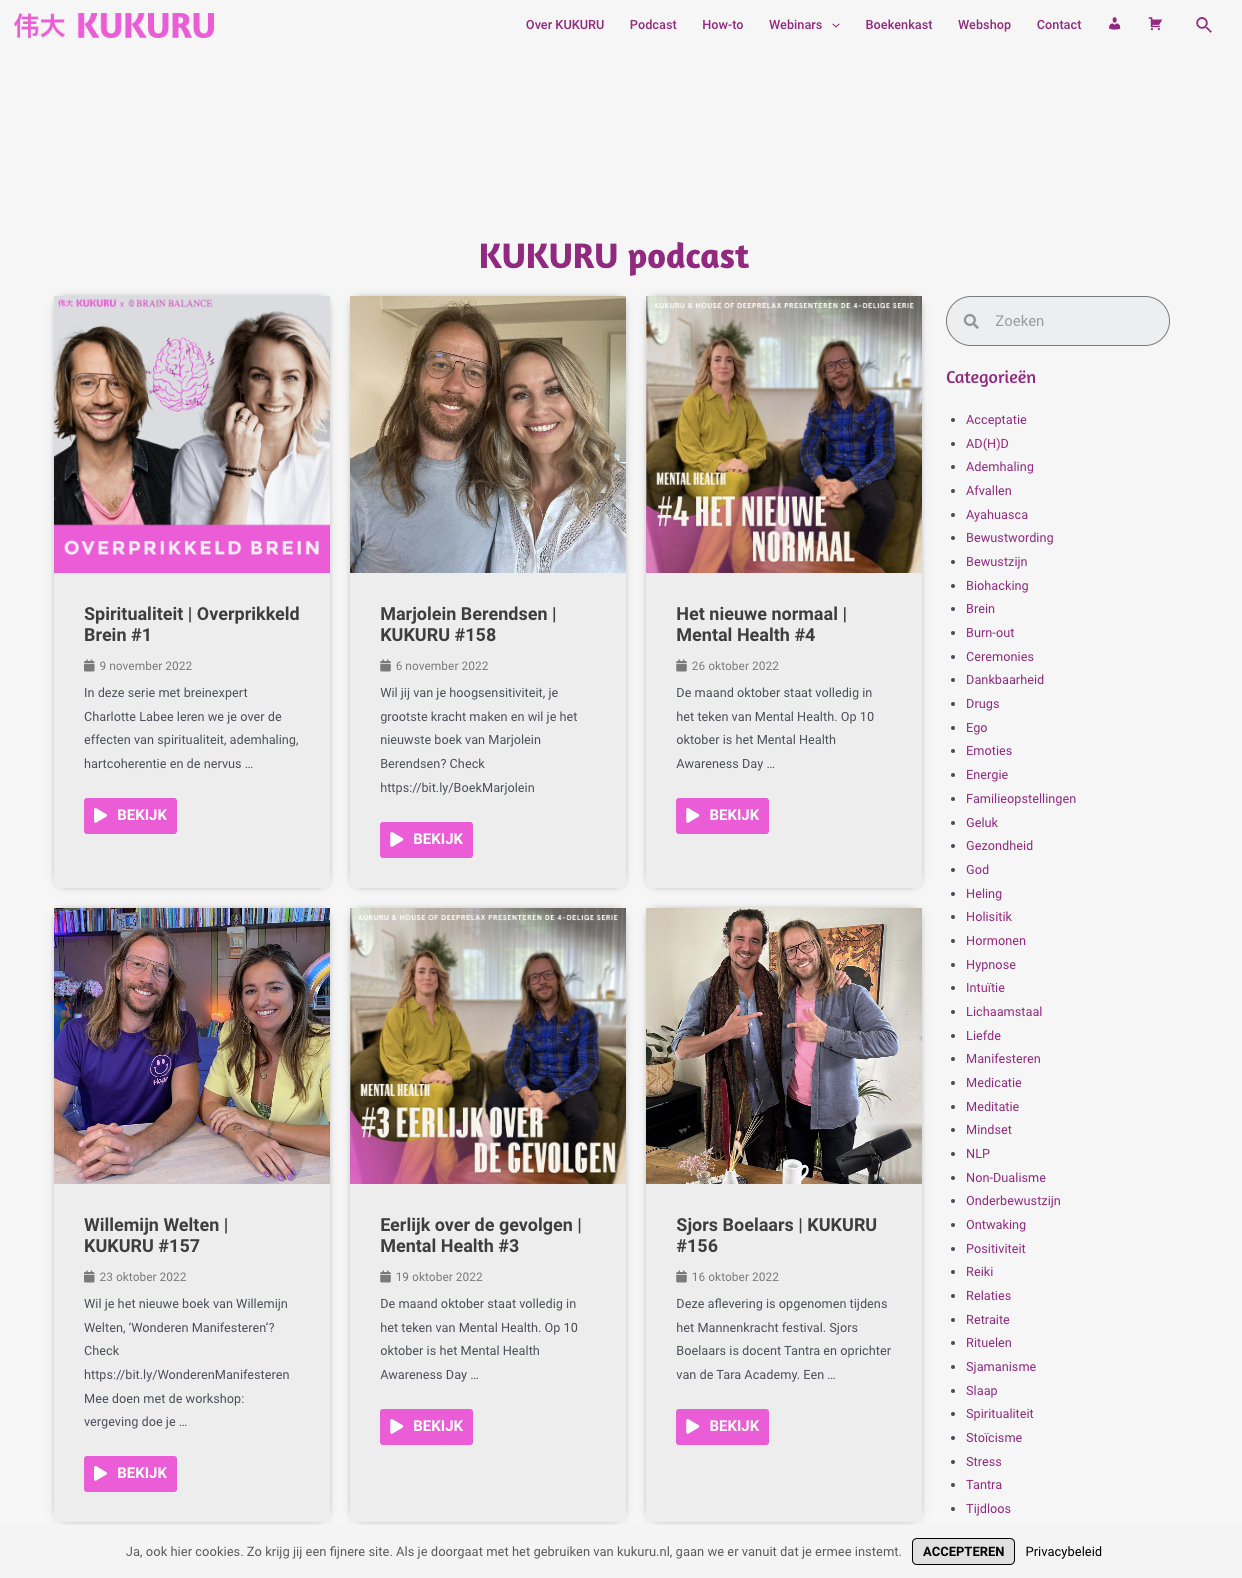 伟大 KUKURU
Over KUKURU Podcast How-to Webinars Boekenkast Webshop Contact
KUKURU podcast
伟大 KUKURU x BRAIN BALANCE
OVERPRIKKELD BREIN
Spiritualiteit | Overprikkeld
Brein #1
9 november 2022
In deze serie met breinexpert
Charlotte Labee leren we je over de
effecten van spiritualiteit, ademhaling,
hartcoherentie en de nervus ...
BEKIJK
Marjolein Berendsen |
KUKURU #158
6 november 2022
Wil jij van je hoogsensitiviteit, je
grootste kracht maken en wil je het
nieuwste boek van Marjolein
Berendsen? Check
https://bit.ly/BoekMarjolein
BEKIJK
KUKURU & HOUSE OF DEEPRELAX PRESENTEREN DE 4-DELIGE SERIE
MENTAL HEALTH
#4 HET NIEUWE
NORMAAL
Het nieuwe normaal |
Mental Health #4
26 oktober 2022
De maand oktober staat volledig in
het teken van Mental Health. Op 10
oktober is het Mental Health
Awareness Day ...
BEKIJK
Willemijn Welten |
KUKURU #157
23 oktober 2022
Wil je het nieuwe boek van Willemijn
Welten, ‘Wonderen Manifesteren’?
Check
https://bit.ly/WonderenManifesteren
Mee doen met de workshop:
vergeving doe je ...
BEKIJK
KUKURU & HOUSE OF DEEPRELAX PRESENTEREN DE 4-DELIGE SERIE
MENTAL HEALTH
#3 EERLIJK OVER
DE GEVOLGEN
Eerlijk over de gevolgen |
Mental Health #3
19 oktober 2022
De maand oktober staat volledig in
het teken van Mental Health. Op 10
oktober is het Mental Health
Awareness Day ...
BEKIJK
Sjors Boelaars | KUKURU
#156
16 oktober 2022
Deze aflevering is opgenomen tijdens
het Mannenkracht festival. Sjors
Boelaars is docent Tantra en oprichter
van de Tara Academy. Een ...
BEKIJK
Zoeken
Categorieën
Acceptatie
AD(H)D
Ademhaling
Afvallen
Ayahuasca
Bewustwording
Bewustzijn
Biohacking
Brein
Burn-out
Ceremonies
Dankbaarheid
Drugs
Ego
Emoties
Energie
Familieopstellingen
Geluk
Gezondheid
God
Heling
Holisitik
Hormonen
Hypnose
Intuïtie
Lichaamstaal
Liefde
Manifesteren
Medicatie
Meditatie
Mindset
NLP
Non-Dualisme
Onderbewustzijn
Ontwaking
Positiviteit
Reiki
Relaties
Retraite
Rituelen
Sjamanisme
Slaap
Spiritualiteit
Stoïcisme
Stress
Tantra
Tijdloos
Ja, ook hier cookies. Zo krijg jij een fijnere site. Als je doorgaat met het gebruiken van kukuru.nl, gaan we er vanuit dat je ermee instemt. ACCEPTEREN Privacybeleid